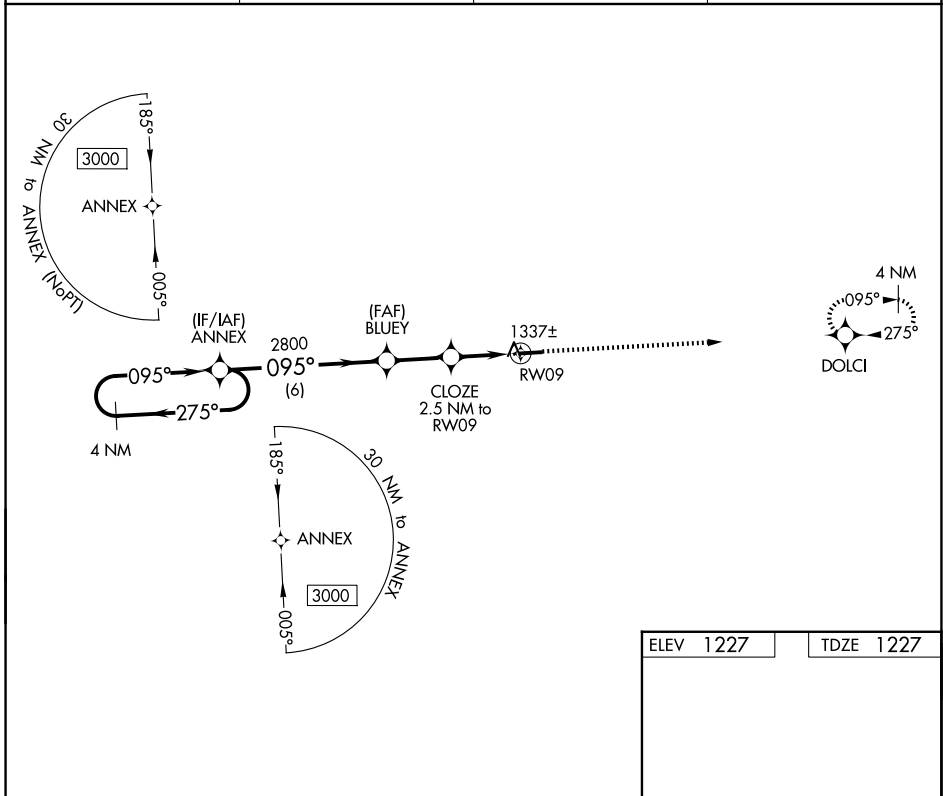 185°
30 NM to ANNEX (NoPT)
3000
ANNEX
005°
4 NM
095°
275°
DOLCI
(IF/IAF)
ANNEX
(FAF)
BLUEY
1337±
2800
095°
(6)
RW09
CLOZE
2.5 NM to
RW09
095°
275°
4 NM
185°
30 NM to ANNEX
ANNEX
3000
005°
ELEV 1227
TDZE 1227